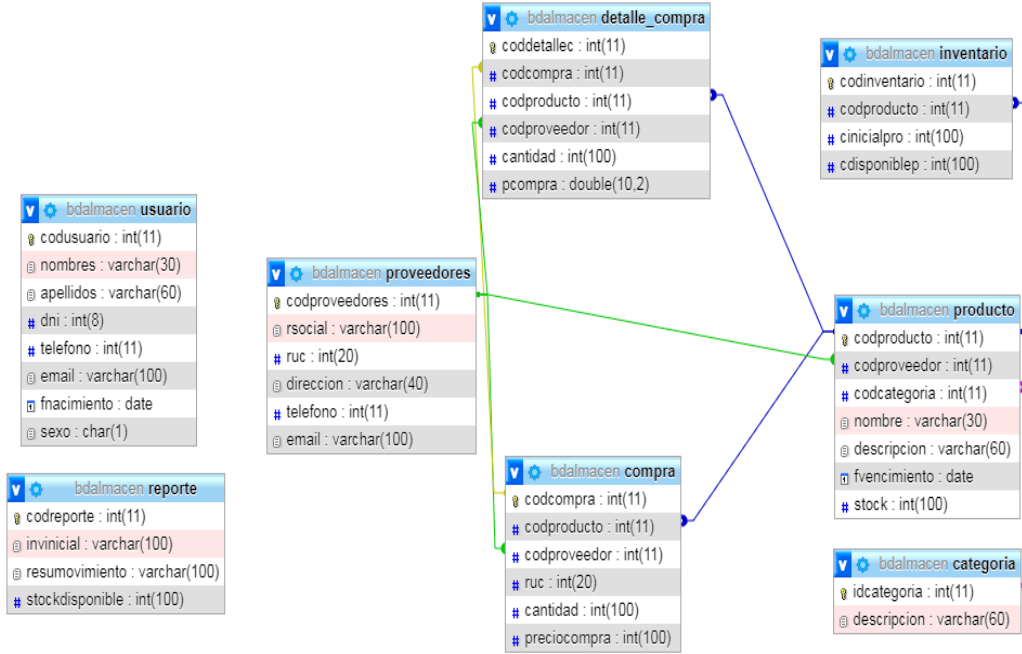 bdalmacen detalle_compra
coddetallec : int(11)
# codcompra : int(11)
# codproducto : int(11)
# codproveedor : int(11)
# cantidad : int(100)
# pcompra : double(10,2)
bdalmacen inventario
codinventario : int(11)
# codproducto : int(11)
# cinicialpro : int(100)
# cdisponiblep : int(100)
bdalmacen usuario
codusuario : int(11)
nombres : varchar(30)
apellidos : varchar(60)
# dni : int(8)
# telefono : int(11)
email : varchar(100)
fnacimiento : date
sexo : char(1)
bdalmacen proveedores
codproveedores : int(11)
rsocial : varchar(100)
# ruc : int(20)
direccion : varchar(40)
# telefono : int(11)
email : varchar(100)
bdalmacen producto
codproducto : int(11)
# codproveedor : int(11)
# codcategoria : int(11)
nombre : varchar(30)
descripcion : varchar(60)
fvencimiento : date
# stock : int(100)
bdalmacen reporte
codreporte : int(11)
invinicial : varchar(100)
resumovimiento : varchar(100)
# stockdisponible : int(100)
bdalmacen compra
codcompra : int(11)
# codproducto : int(11)
# codproveedor : int(11)
# ruc : int(20)
# cantidad : int(100)
# preciocompra : int(100)
bdalmacen categoria
idcategoria : int(11)
descripcion : varchar(60)